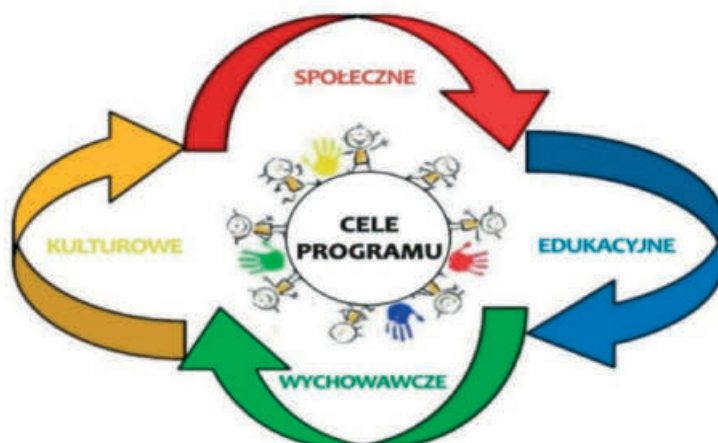 SPOŁECZNE
KULTUROWE
CELE
PROGRAMU
EDUKACYJNE
WYCHOWAWCZE